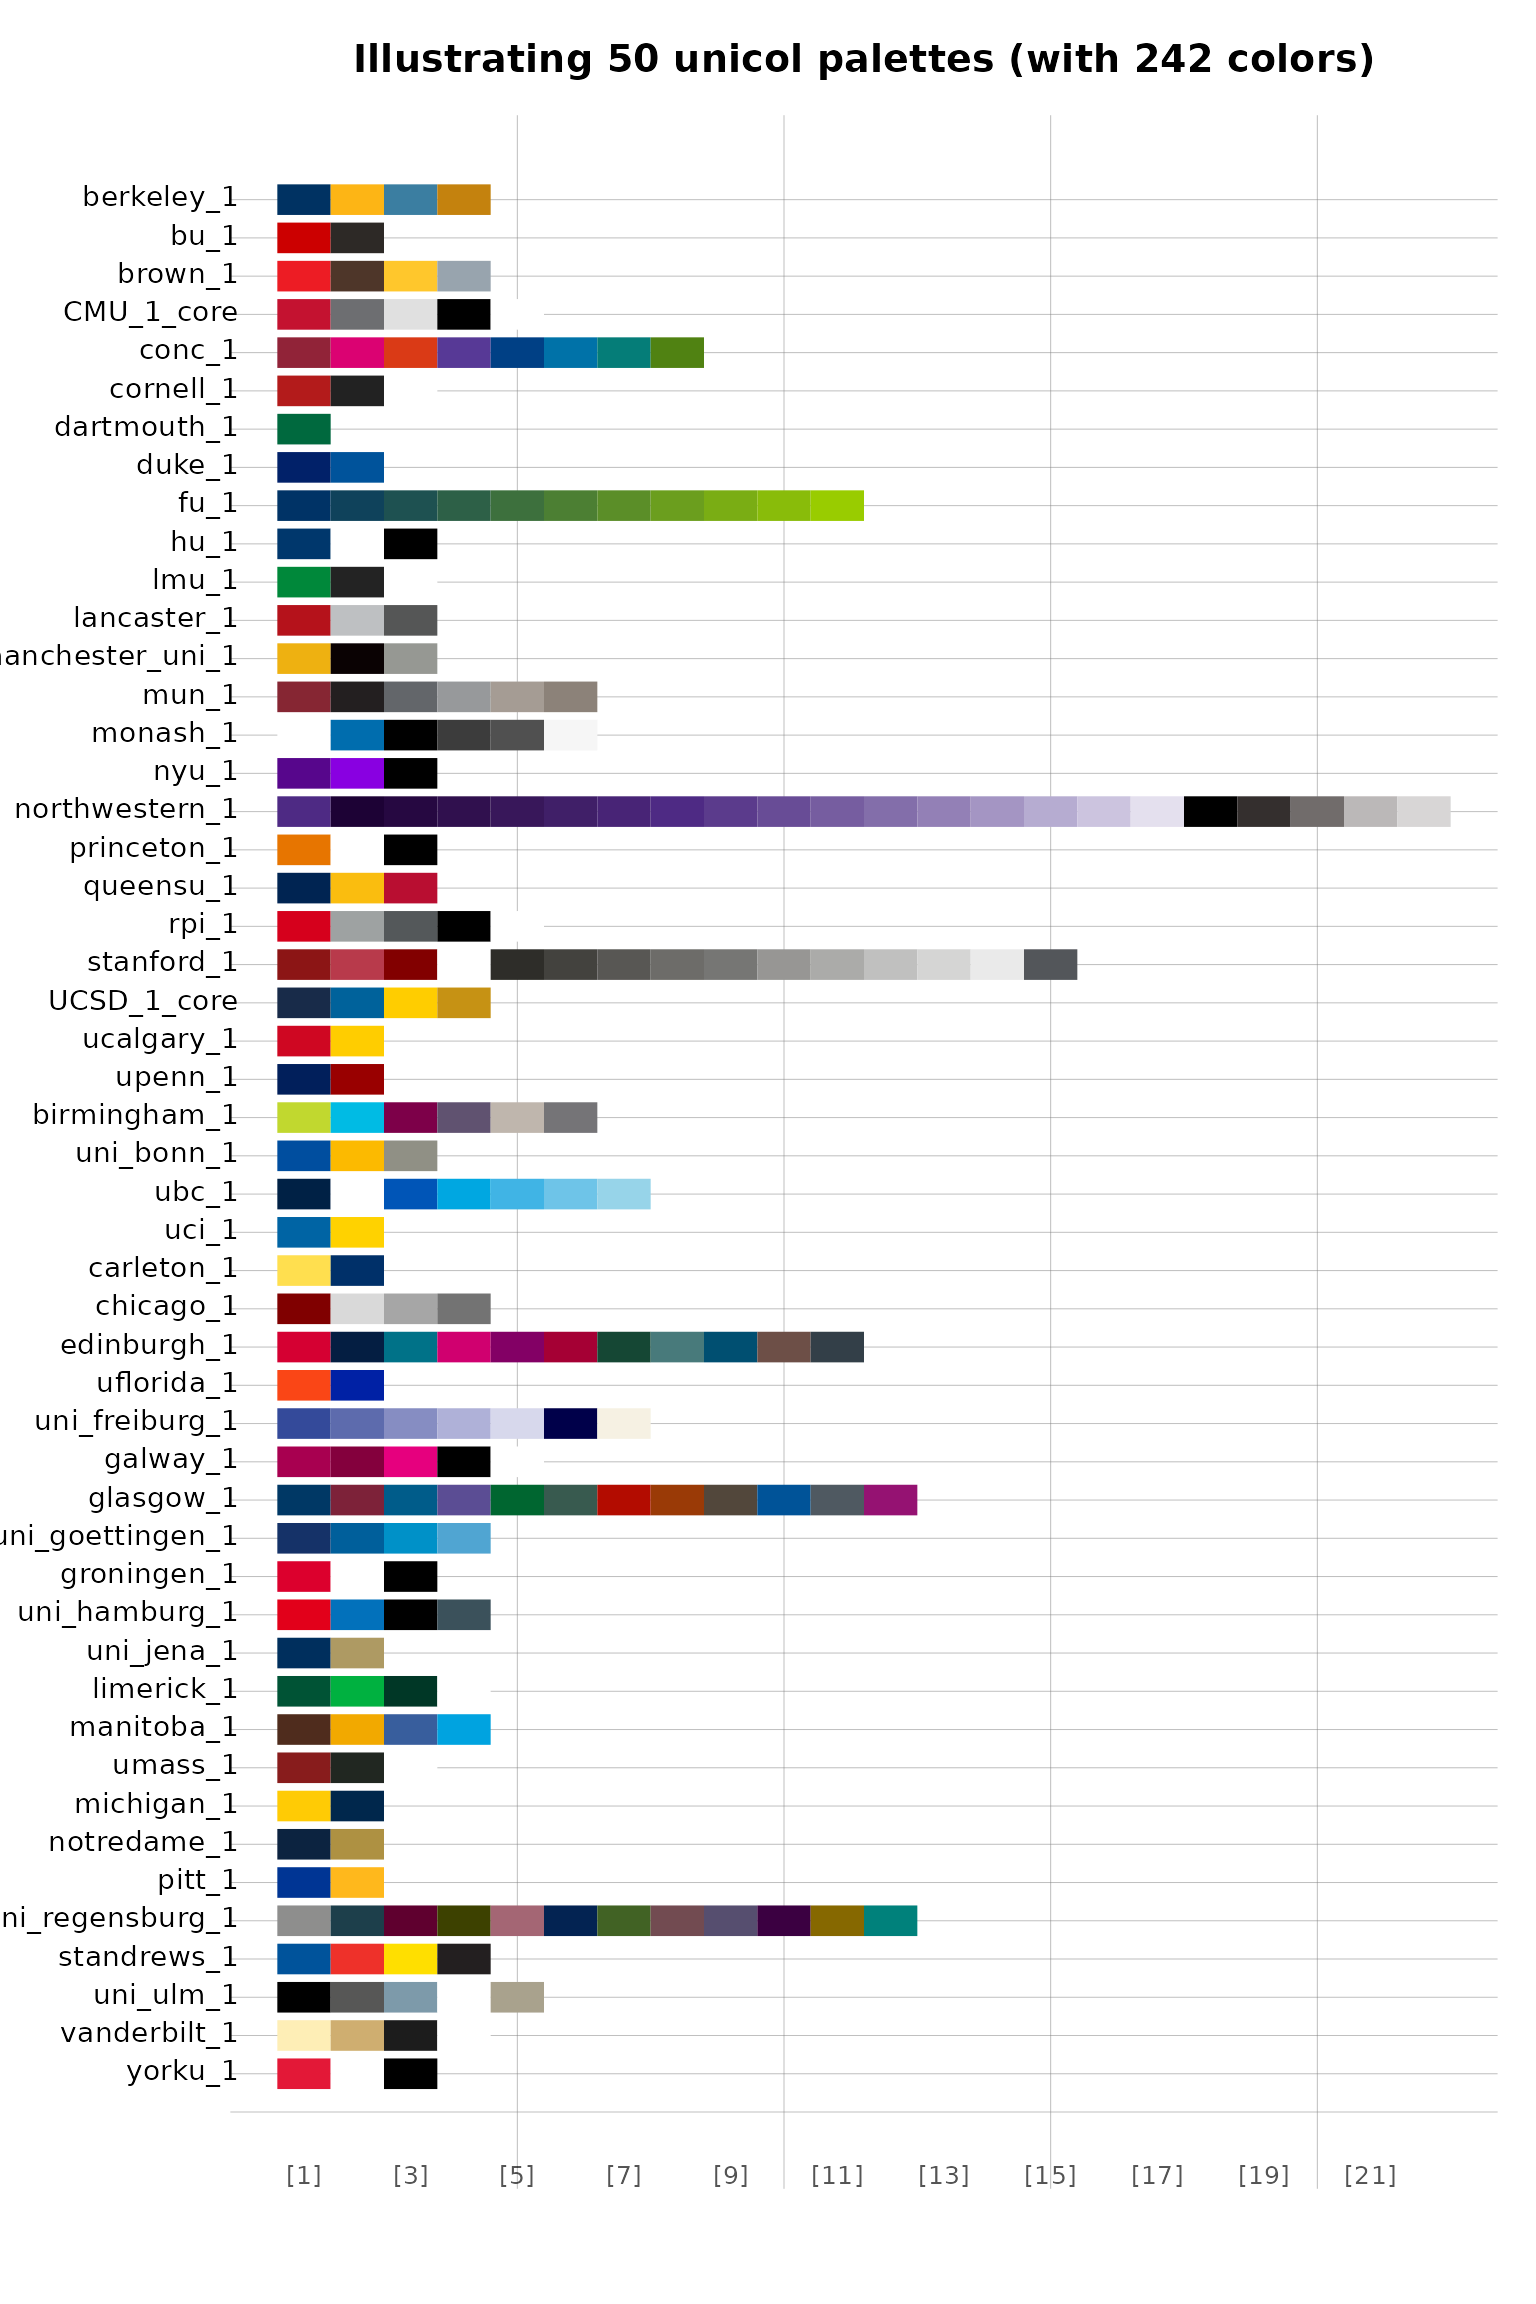 Illustrating 50 unicol palettes (with 242 colors)
berkeley_1
bu_1
brown_1
CMU_1_core
conc_1
cornell_1
dartmouth_1
duke_1
fu_1
hu_1
lmu_1
lancaster_1
anchester_uni_1
mun_1
monash_1
nyu_1
northwestern_1
princeton_1
queensu_1
rpi_1
stanford_1
UCSD_1_core
ucalgary_1
upenn_1
birmingham_1
uni_bonn_1
ubc_1
uci_1
carleton_1
chicago_1
edinburgh_1
uflorida_1
uni_freiburg_1
galway_1
glasgow_1
uni_goettingen_1
groningen_1
uni_hamburg_1
uni_jena_1
limerick_1
manitoba_1
umass_1
michigan_1
notredame_1
pitt_1
ni_regensburg_1
standrews_1
uni_ulm_1
vanderbilt_1
yorku_1
[1] [3] [5] [7] [9] [11] [13] [15] [17] [19] [21]